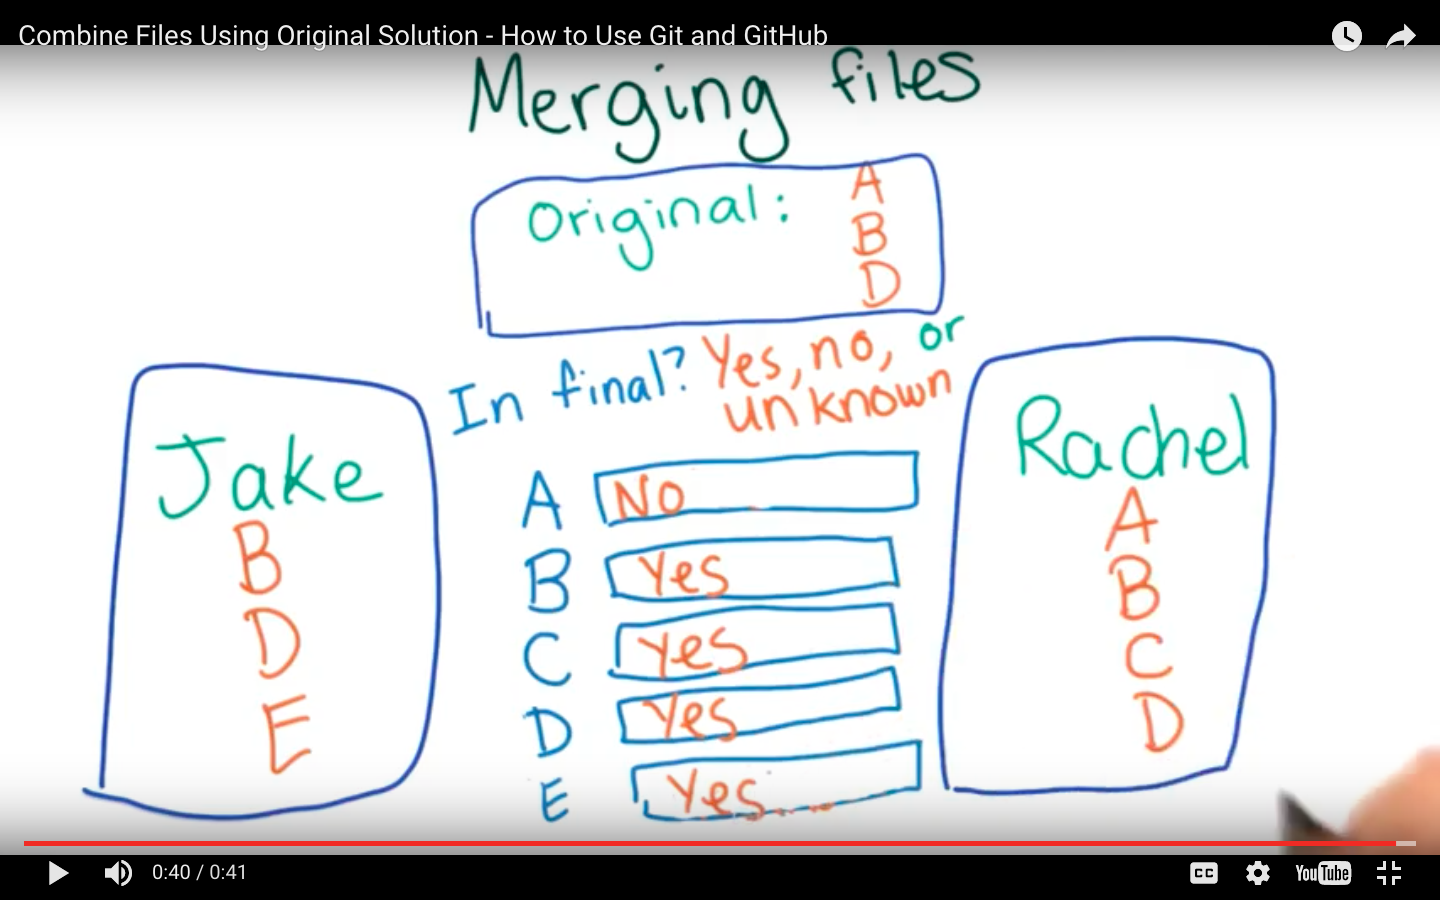 Combine Files Using Original Solution - How to Use Git and GitHub
Merging files
Original: A
B
D
In final? Yes, no, or
unknown
Jake
B
D
E
A No
B Yes
C Yes
D Yes
E Yes
Rachel
A
B
C
D
0:40 / 0:41
CC
YouTube